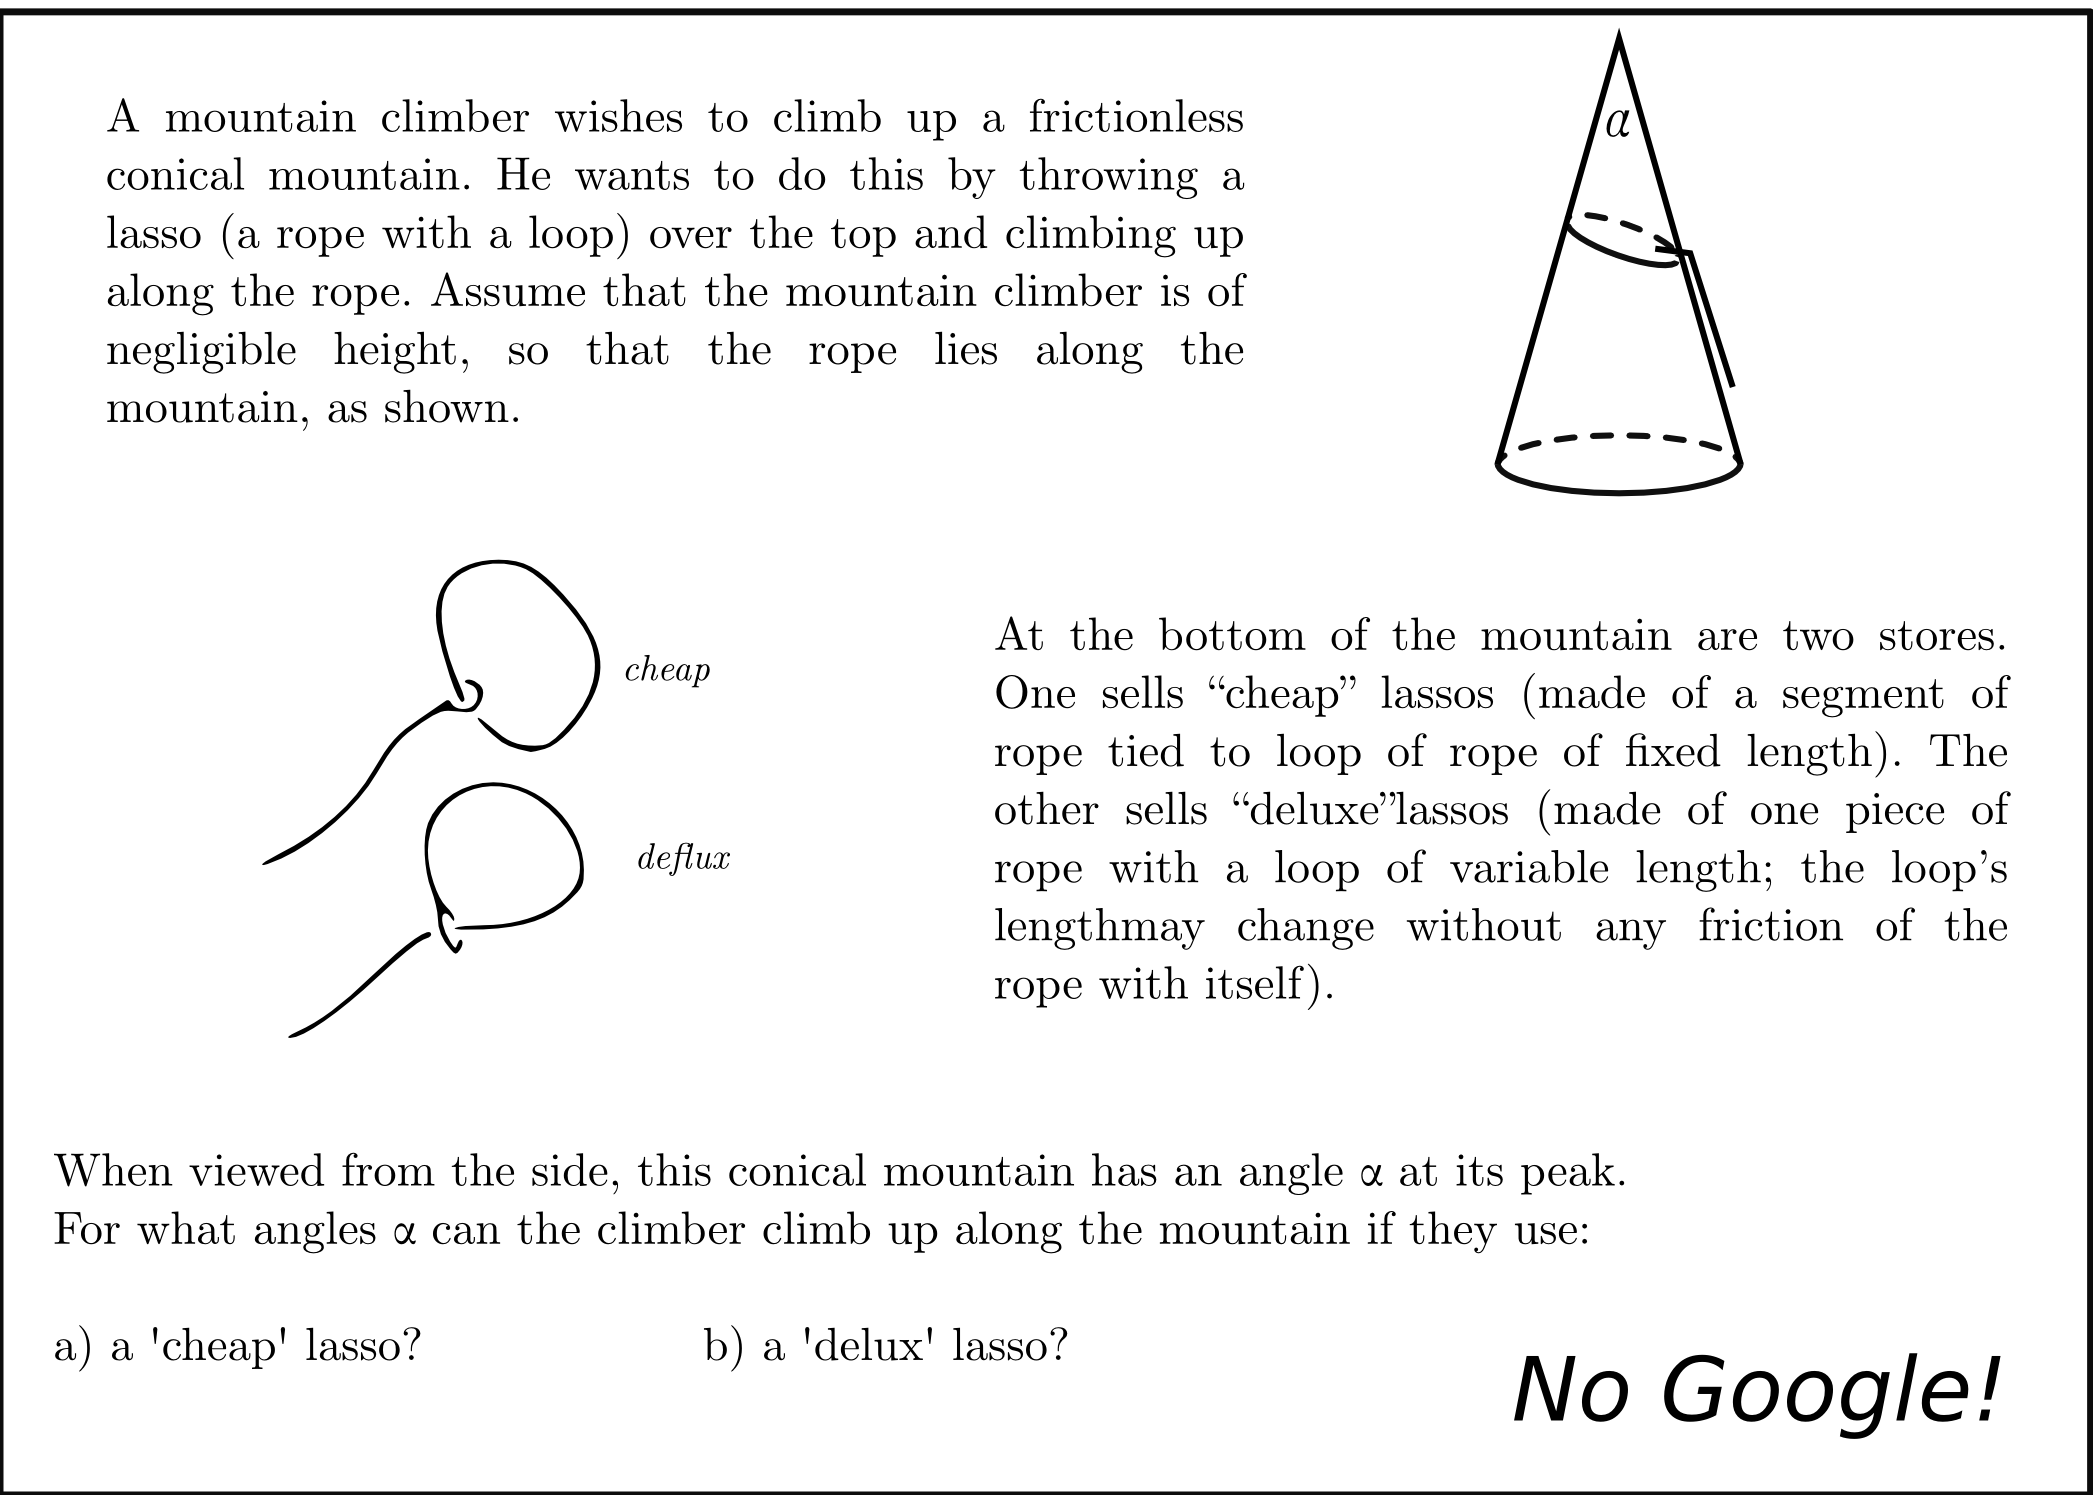 A mountain climber wishes to climb up a frictionless
conical mountain. He wants to do this by throwing a
lasso (a rope with a loop) over the top and climbing up
along the rope. Assume that the mountain climber is of
negligible height, so that the rope lies along the
mountain, as shown.
α
cheap
deflux
At the bottom of the mountain are two stores.
One sells “cheap” lassos (made of a segment of
rope tied to loop of rope of fixed length). The
other sells “deluxe”lassos (made of one piece of
rope with a loop of variable length; the loop's
lengthmay change without any friction of the
rope with itself).
When viewed from the side, this conical mountain has an angle α at its peak.
For what angles α can the climber climb up along the mountain if they use:
a) a 'cheap' lasso? b) a 'delux' lasso?
No Google!